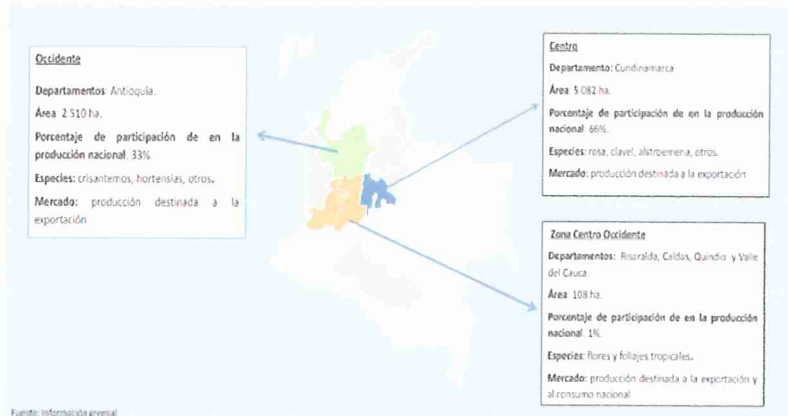 Occidente
Departamentos: Antioquia.
Área: 2.510 ha.
Porcentaje de participación de en la
producción nacional: 33%.
Especies: crisantemos, hortensias, otros.
Mercado: producción destinada a la
exportación
Centro
Departamento: Cundinamarca
Área: 5.082 ha.
Porcentaje de participación de en la producción
nacional: 66%.
Especies: rosa, clavel, alstroemeria, otros.
Mercado: producción destinada a la exportación
Zona Centro Occidente
Departamentos: Risaralda, Caldas, Quindío y Valle
del Cauca.
Área: 108 ha.
Porcentaje de participación de en la producción
nacional: 1%.
Especies: flores y follajes tropicales.
Mercado: producción destinada a la exportación y
al consumo nacional
Fuente: Información gremial